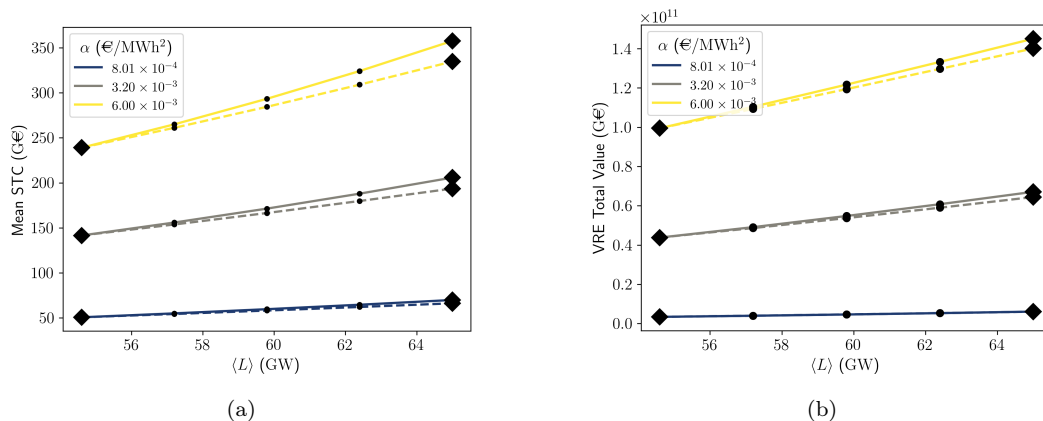 α (€/MWh²)
8.01 × 10⁻⁴
3.20 × 10⁻³
6.00 × 10⁻³
350
300
250
200
150
100
50
Mean STC (G€)
56
58
60
62
64
⟨L⟩ (GW)
(a)
×10¹¹
α (€/MWh²)
8.01 × 10⁻⁴
3.20 × 10⁻³
6.00 × 10⁻³
1.4
1.2
1.0
0.8
0.6
0.4
0.2
0.0
VRE Total Value (G€)
56
58
60
62
64
⟨L⟩ (GW)
(b)